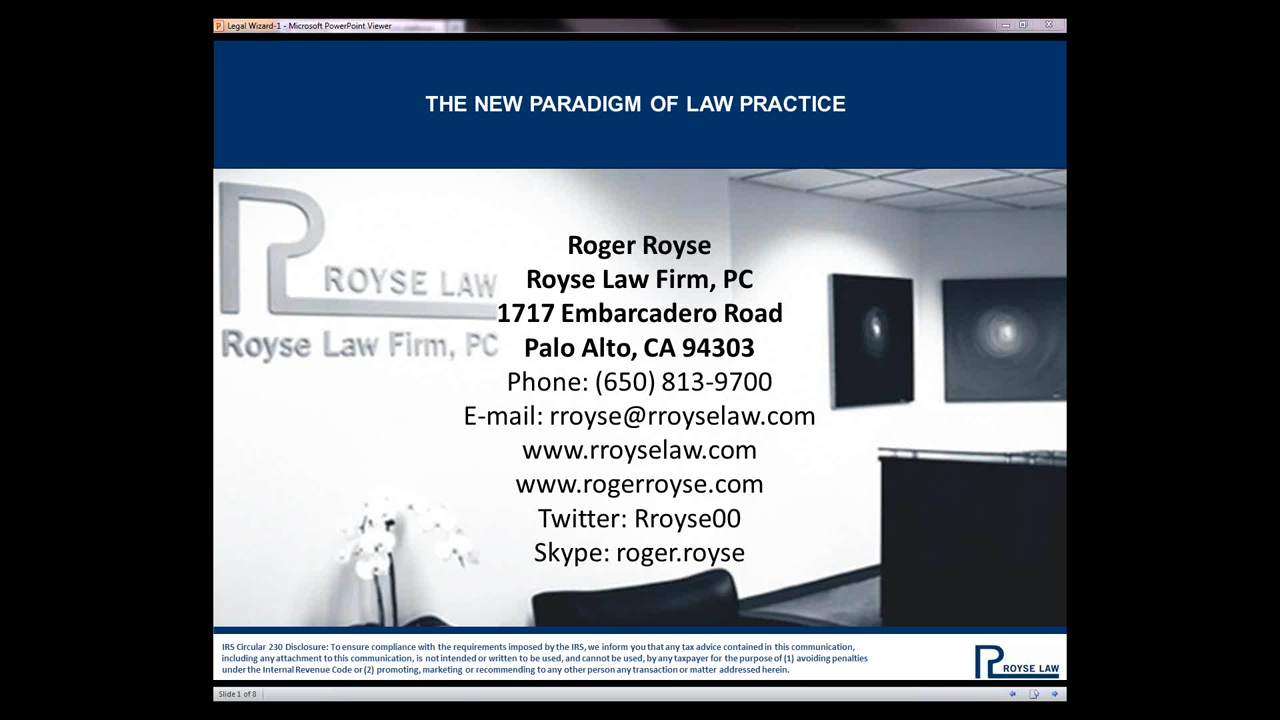 Legal Wizard-1 - Microsoft PowerPoint Viewer
THE NEW PARADIGM OF LAW PRACTICE
ROYSE LAW
Royse Law Firm, PC
Roger Royse
Royse Law Firm, PC
1717 Embarcadero Road
Palo Alto, CA 94303
Phone: (650) 813-9700
E-mail: rroyse@rroyselaw.com
www.rroyselaw.com
www.rogerroyse.com
Twitter: Rroyse00
Skype: roger.royse
IRS Circular 230 Disclosure: To ensure compliance with the requirements imposed by the IRS, we inform you that any tax advice contained in this communication,
including any attachment to this communication, is not intended or written to be used, and cannot be used, by any taxpayer for the purpose of (1) avoiding penalties
under the Internal Revenue Code or (2) promoting, marketing or recommending to any other person any transaction or matter addressed herein.
ROYSE LAW
Slide 1 of 8